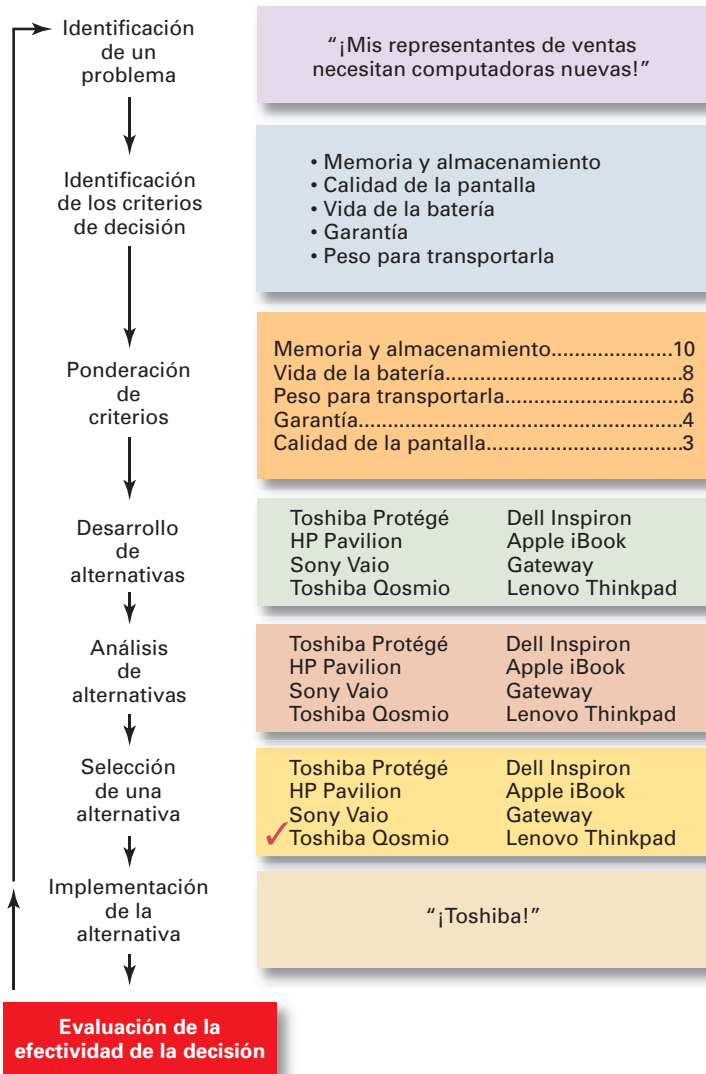 Identificación
de un
problema
“¡Mis representantes de ventas
necesitan computadoras nuevas!”
Identificación
de los criterios
de decisión
• Memoria y almacenamiento
• Calidad de la pantalla
• Vida de la batería
• Garantía
• Peso para transportarla
Ponderación
de
criterios
Memoria y almacenamiento......................10
Vida de la batería...........................................8
Peso para transportarla................................6
Garantía..........................................................4
Calidad de la pantalla...................................3
Desarrollo
de
alternativas
Toshiba Protégé Dell Inspiron
HP Pavilion Apple iBook
Sony Vaio Gateway
Toshiba Qosmio Lenovo Thinkpad
Análisis
de
alternativas
Toshiba Protégé Dell Inspiron
HP Pavilion Apple iBook
Sony Vaio Gateway
Toshiba Qosmio Lenovo Thinkpad
Selección
de una
alternativa
Toshiba Protégé Dell Inspiron
HP Pavilion Apple iBook
Sony Vaio Gateway
✓Toshiba Qosmio Lenovo Thinkpad
Implementación
de la
alternativa
“¡Toshiba!”
Evaluación de la
efectividad de la decisión